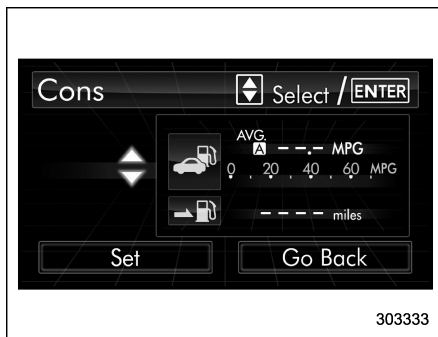 Cons Select / ENTER
AVG.
A --.- MPG
0 . 20 . 40 . 60 MPG
---- miles
Set Go Back
303333